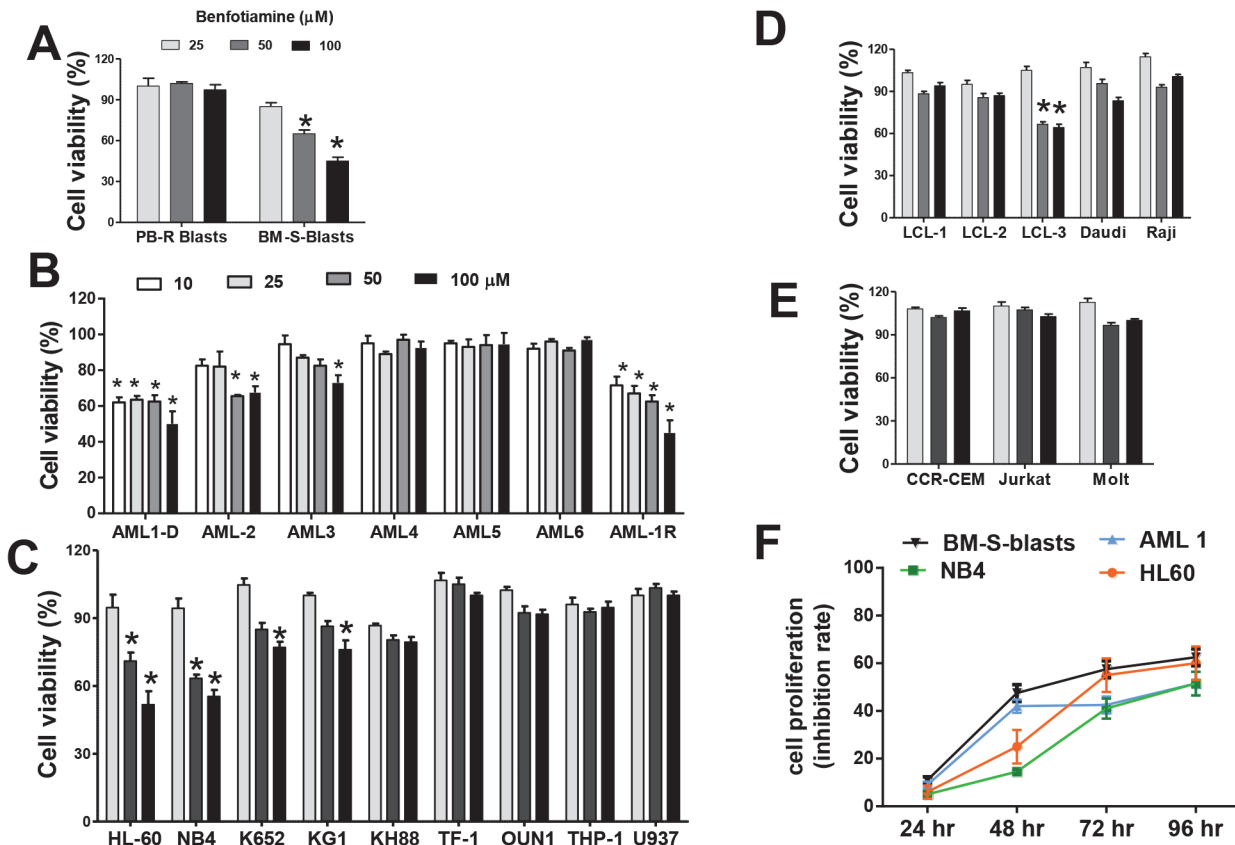 A
Benfotiamine (µM)
25 50 100
Cell viability (%)
120
90
60
30
0
PB-R Blasts BM-S-Blasts
* *
B
10 25 50 100 µM
Cell viability (%)
120
100
80
60
40
20
0
* * * *
* *
*
* * * *
AML1-D AML-2 AML3 AML4 AML5 AML6 AML-1R
C
Cell viability (%)
120
90
60
30
0
* *
* *
*
*
HL-60 NB4 K652 KG1 KH88 TF-1 OUN1 THP-1 U937
D
Cell viability (%)
120
90
60
30
0
* *
LCL-1 LCL-2 LCL-3 Daudi Raji
E
Cell viability (%)
120
90
60
30
0
CCR-CEM Jurkat Molt
F
BM-S-blasts AML 1
NB4 HL60
cell proliferation
(inhibition rate)
100
80
60
40
20
0
24 hr 48 hr 72 hr 96 hr